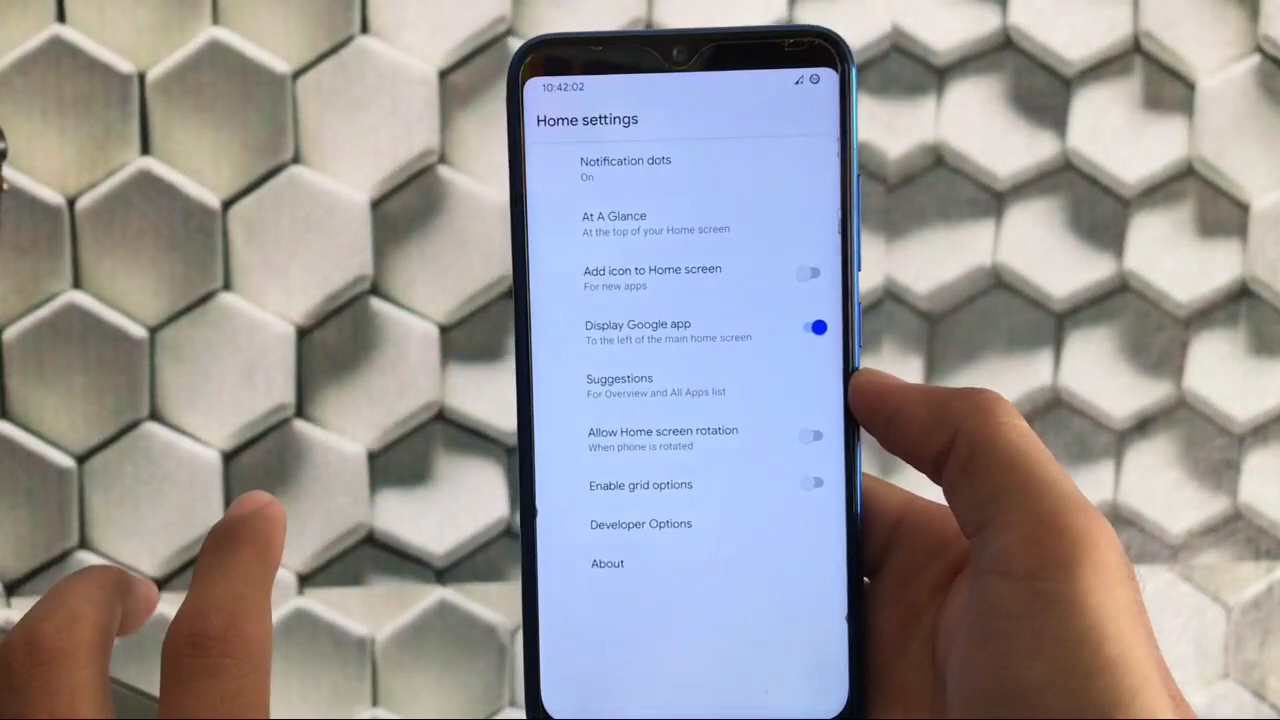 10:42:02
Home settings
Notification dots
On
At A Glance
At the top of your Home screen
Add icon to Home screen
For new apps
Display Google app
To the left of the main home screen
Suggestions
For Overview and All Apps list
Allow Home screen rotation
When phone is rotated
Enable grid options
Developer Options
About